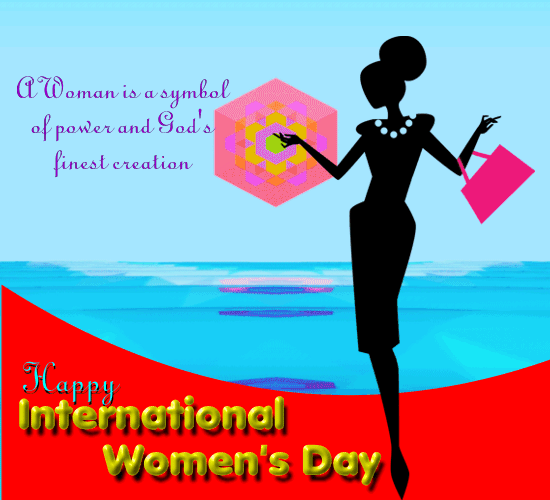 A Woman is a symbol
of power and God's
finest creation
Happy
International
Women's Day